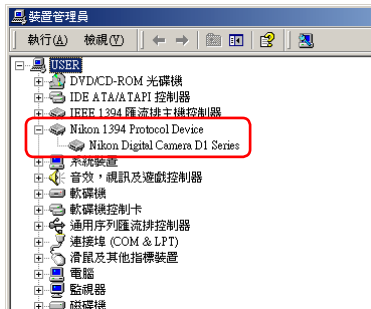 裝置管理員
執行(A) 檢視(V)
USER
DVD/CD-ROM 光碟機
IDE ATA/ATAPI 控制器
IEEE 1394 匯流排主機控制器
Nikon 1394 Protocol Device
Nikon Digital Camera D1 Series
系統裝置
音效，視訊及遊戲控制器
軟碟機
軟碟機控制卡
通用序列匯流排控制器
連接埠 (COM & LPT)
滑鼠及其他指標裝置
電腦
監視器
磁碟機